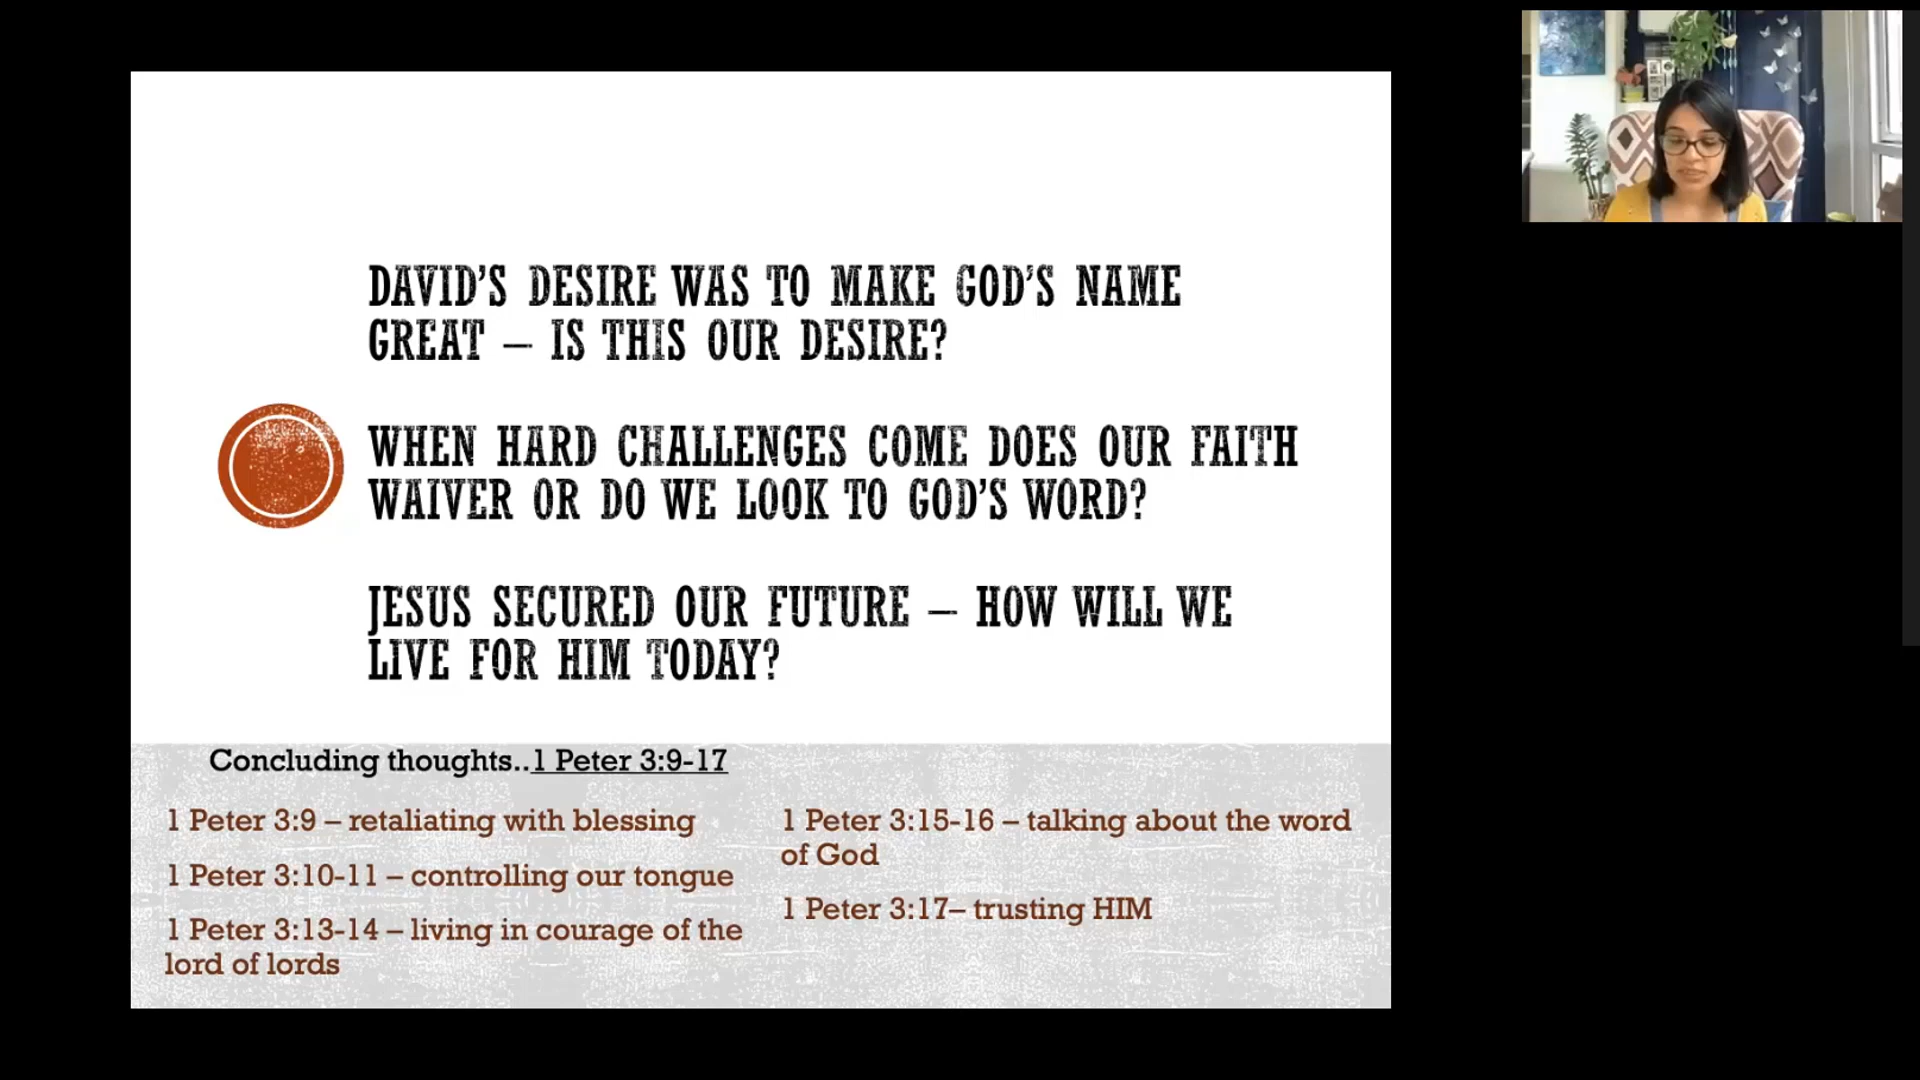 DAVID'S DESIRE WAS TO MAKE GOD'S NAME
GREAT – IS THIS OUR DESIRE?
WHEN HARD CHALLENGES COME DOES OUR FAITH
WAIVER OR DO WE LOOK TO GOD'S WORD?
JESUS SECURED OUR FUTURE – HOW WILL WE
LIVE FOR HIM TODAY?
Concluding thoughts..1 Peter 3:9-17
1 Peter 3:9 – retaliating with blessing
1 Peter 3:10-11 – controlling our tongue
1 Peter 3:13-14 – living in courage of the
lord of lords
1 Peter 3:15-16 – talking about the word
of God
1 Peter 3:17– trusting HIM